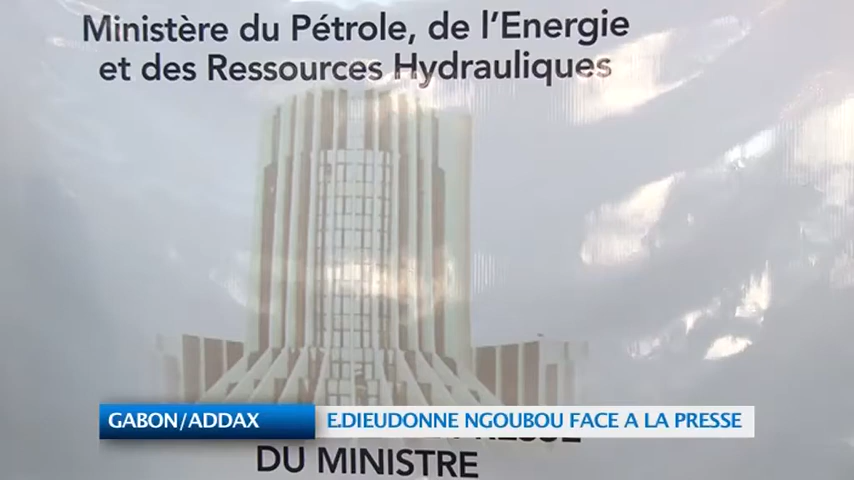 Ministère du Pétrole, de l'Energie
et des Ressources Hydrauliques
GABON/ADDAX
E.DIEUDONNE NGOUBOU FACE A LA PRESSE
DU MINISTRE